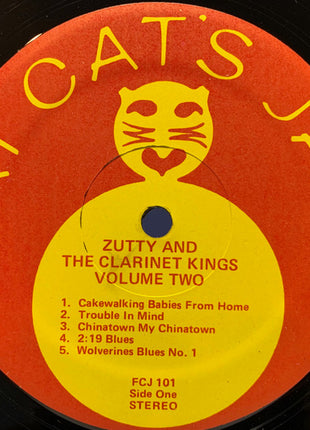 CAT'S
ZUTTY AND
THE CLARINET KINGS
VOLUME TWO
1. Cakewalking Babies From Home
2. Trouble In Mind
3. Chinatown My Chinatown
4. 2:19 Blues
5. Wolverines Blues No. 1
FCJ 101
Side One
STEREO